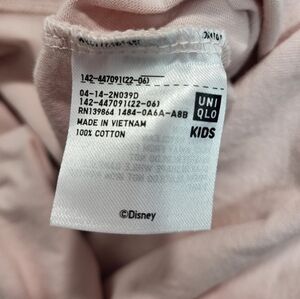 142-447091(22-06)
04-14-2N039D
142-447091(22-06)
RN139864 1484-0A6A-A8B
MADE IN VIETNAM
100% COTTON
UNI
QLO
KIDS
©Disney